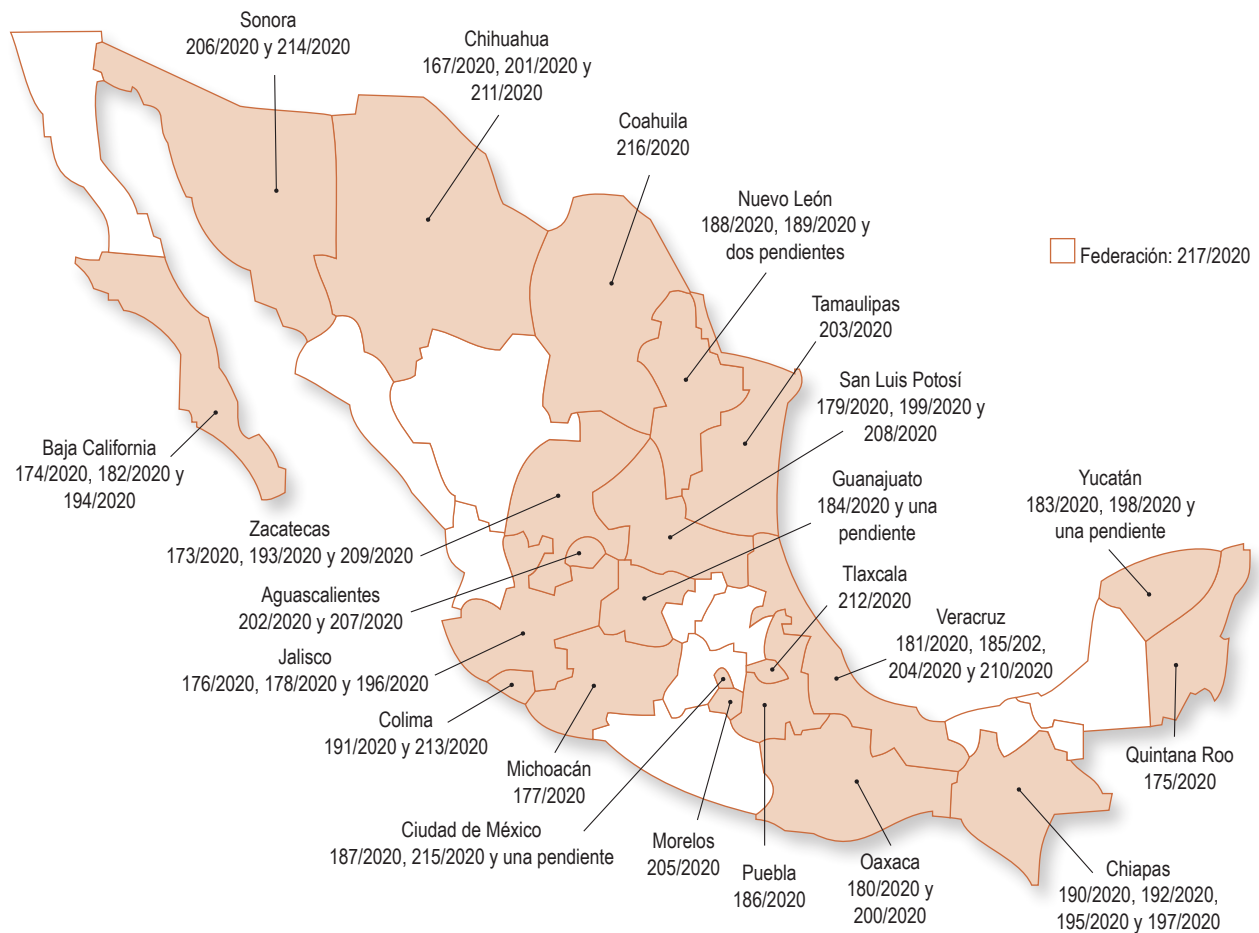 Sonora
206/2020 y 214/2020
Chihuahua
167/2020, 201/2020 y
211/2020
Coahuila
216/2020
Nuevo León
188/2020, 189/2020 y
dos pendientes
Federación: 217/2020
Tamaulipas
203/2020
San Luis Potosí
179/2020, 199/2020 y
208/2020
Baja California
174/2020, 182/2020 y
194/2020
Guanajuato
184/2020 y una
pendiente
Yucatán
183/2020, 198/2020 y
una pendiente
Zacatecas
173/2020, 193/2020 y 209/2020
Tlaxcala
212/2020
Aguascalientes
202/2020 y 207/2020
Veracruz
181/2020, 185/202,
204/2020 y 210/2020
Jalisco
176/2020, 178/2020 y 196/2020
Colima
191/2020 y 213/2020
Quintana Roo
175/2020
Michoacán
177/2020
Ciudad de México
187/2020, 215/2020 y una pendiente
Morelos
205/2020
Puebla
186/2020
Oaxaca
180/2020 y
200/2020
Chiapas
190/2020, 192/2020,
195/2020 y 197/2020